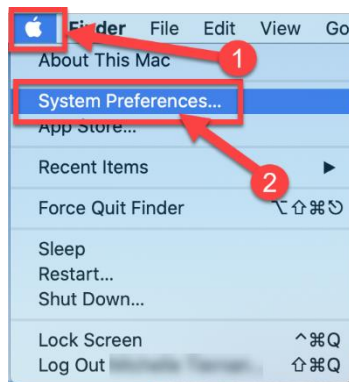 Finder File Edit View Go
1
About This Mac
System Preferences...
App Store...
2
Recent Items
Force Quit Finder ⌥⇧⌘⎋
Sleep
Restart...
Shut Down...
Lock Screen ^⌘Q
Log Out ⇧⌘Q